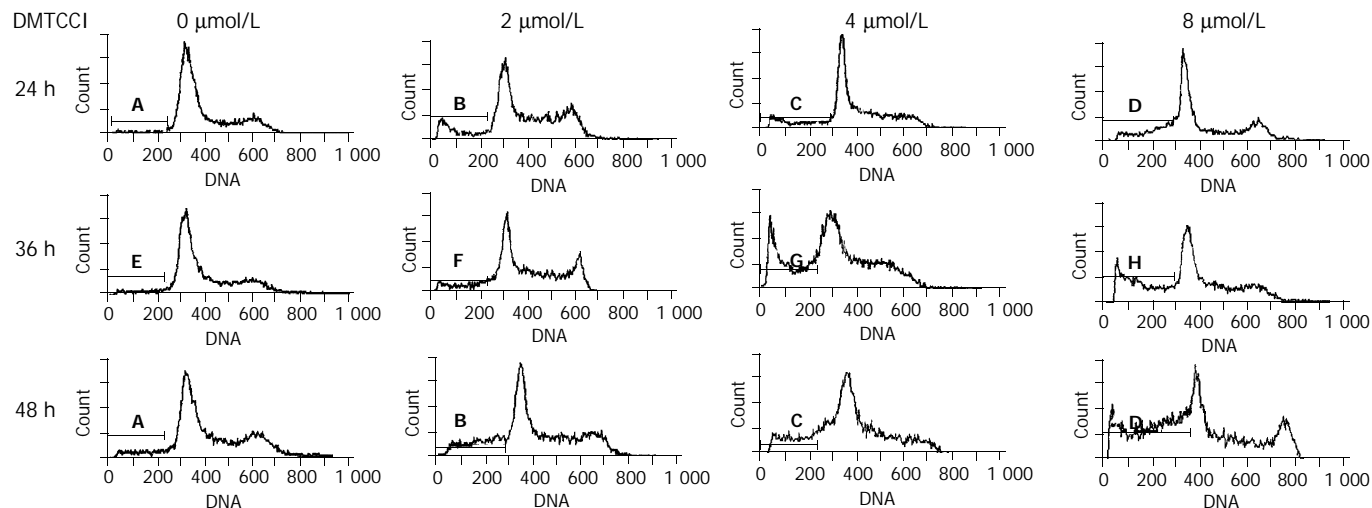 DMTCCI 0 μmol/L 2 μmol/L 4 μmol/L 8 μmol/L
24 h
Count A
0 200 400 600 800 1 000
DNA
Count B
0 200 400 600 800 1 000
DNA
Count C
0 200 400 600 800 1 000
DNA
Count D
0 200 400 600 800 1 000
DNA
36 h
Count E
0 200 400 600 800 1 000
DNA
Count F
0 200 400 600 800 1 000
DNA
Count G
0 200 400 600 800 1 000
DNA
Count H
0 200 400 600 800 1 000
DNA
48 h
Count A
0 200 400 600 800 1 000
DNA
Count B
0 200 400 600 800 1 000
DNA
Count C
0 200 400 600 800 1 000
DNA
Count D
0 200 400 600 800 1 000
DNA